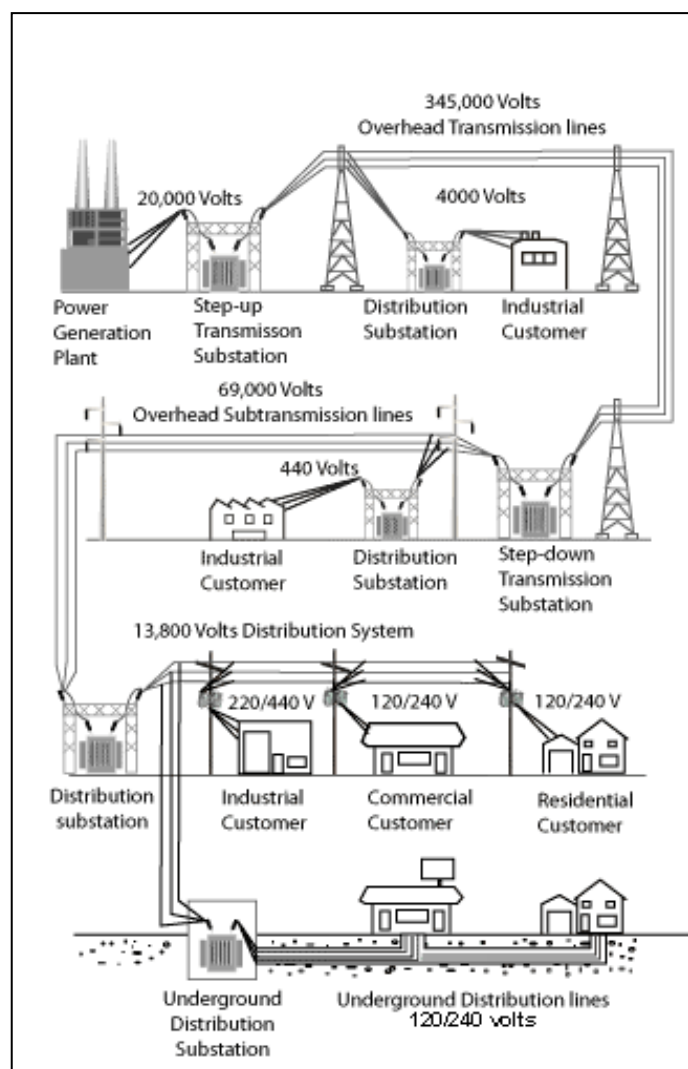 345,000 Volts
Overhead Transmission lines
20,000 Volts
4000 Volts
Power
Generation
Plant
Step-up
Transmisson
Substation
Distribution
Substation
Industrial
Customer
69,000 Volts
Overhead Subtransmission lines
440 Volts
Industrial
Customer
Distribution
Substation
Step-down
Transmission
Substation
13,800 Volts Distribution System
220/440 V
120/240 V
120/240 V
Distribution
substation
Industrial
Customer
Commercial
Customer
Residential
Customer
Underground
Distribution
Substation
Underground Distribution lines
120/240 volts